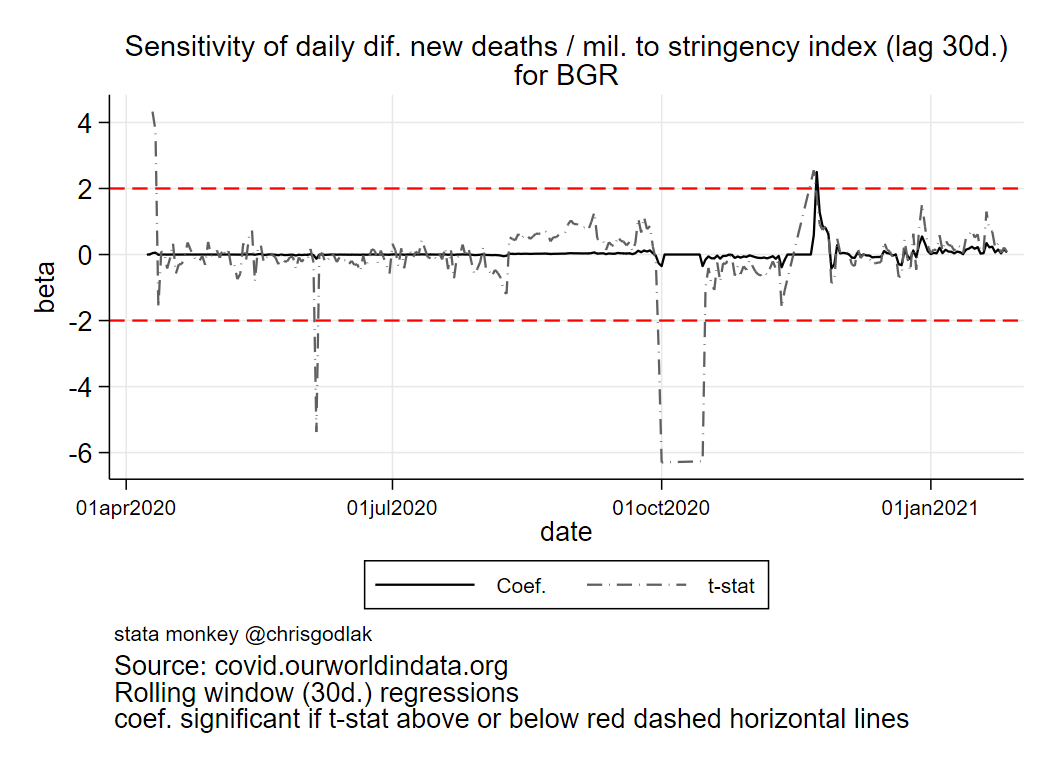 Sensitivity of daily dif. new deaths / mil. to stringency index (lag 30d.)
for BGR
4
2
0
-2
-4
-6
beta
01apr2020
01jul2020
01oct2020
01jan2021
date
Coef.
t-stat
stata monkey @chrisgodlak
Source: covid.ourworldindata.org
Rolling window (30d.) regressions
coef. significant if t-stat above or below red dashed horizontal lines